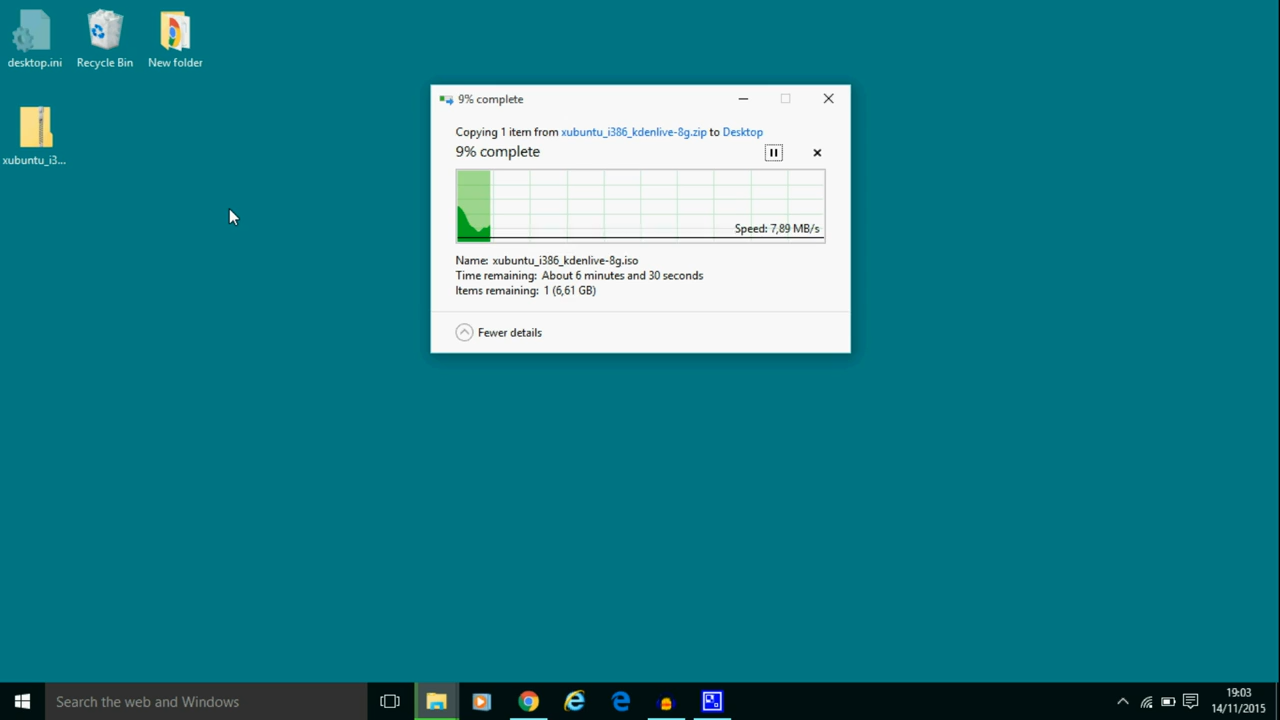 desktop.ini
Recycle Bin
New folder
xubuntu_i3...
9% complete
Copying 1 item from xubuntu_i386_kdenlive-8g.zip to Desktop
9% complete
Speed: 7,89 MB/s
Name: xubuntu_i386_kdenlive-8g.iso
Time remaining: About 6 minutes and 30 seconds
Items remaining: 1 (6,61 GB)
Fewer details
Search the web and Windows
19:03
14/11/2015